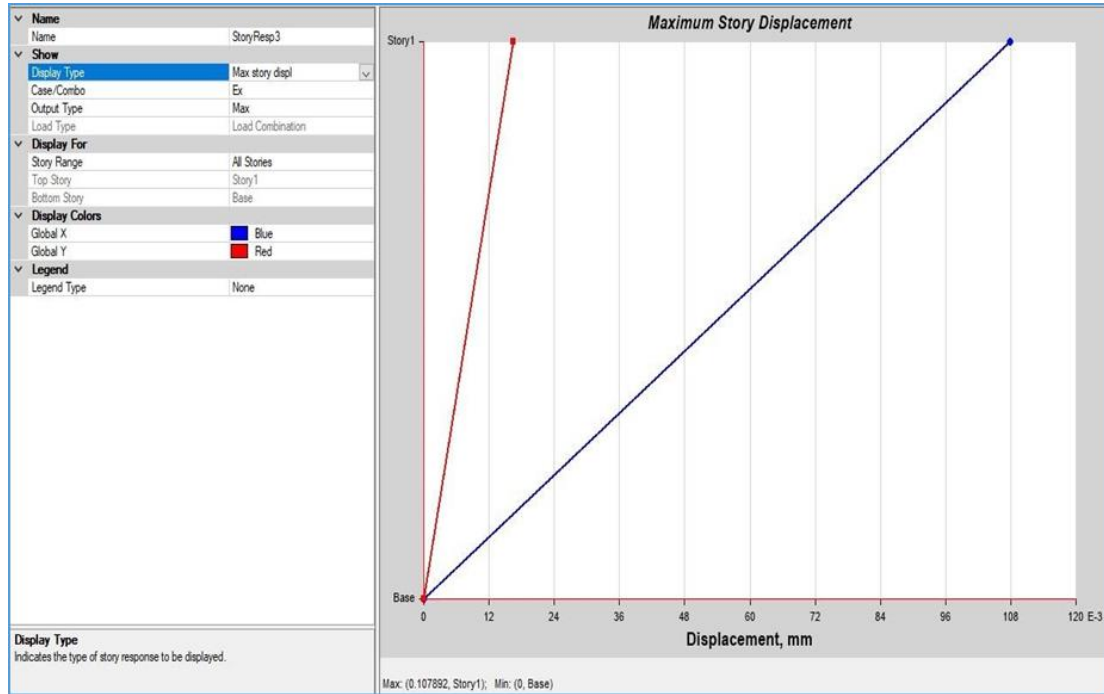 Name
Name StoryResp3
Show
Display Type Max story displ
Case/Combo Ex
Output Type Max
Load Type Load Combination
Display For
Story Range All Stories
Top Story Story1
Bottom Story Base
Display Colors
Global X Blue
Global Y Red
Legend
Legend Type None
Display Type
Indicates the type of story response to be displayed.
Maximum Story Displacement
Story1
Base
0 12 24 36 48 60 72 84 96 108 120 E-3
Displacement, mm
Max: (0.107892, Story1); Min: (0, Base)